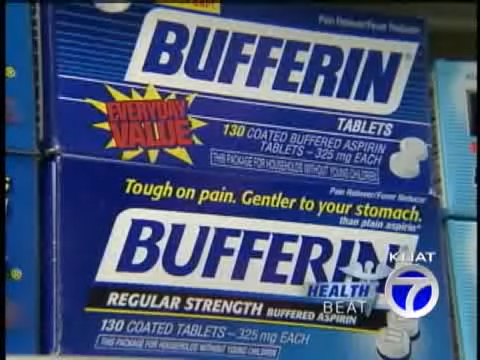 Pain Reliever/Fever Reducer
BUFFERIN®
EVERYDAY
VALUE
TABLETS
130 COATED BUFFERED ASPIRIN
TABLETS – 325 mg EACH
THIS PACKAGE FOR HOUSEHOLDS WITHOUT YOUNG CHILDREN
Tough on pain. Gentler to your stomach.
than plain aspirin*
Pain Reliever/Fever Reducer
BUFFERIN
REGULAR STRENGTH BUFFERED ASPIRIN
130 COATED TABLETS – 325 mg EACH
THIS PACKAGE FOR HOUSEHOLDS WITHOUT YOUNG CHILDREN
HEALTH
BEAT
7